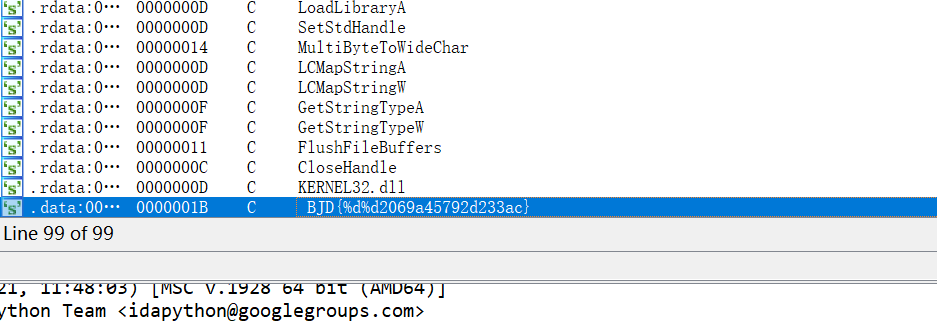 .rdata:0… 0000000D C LoadLibraryA
.rdata:0… 0000000D C SetStdHandle
.rdata:0… 00000014 C MultiByteToWideChar
.rdata:0… 0000000D C LCMapStringA
.rdata:0… 0000000D C LCMapStringW
.rdata:0… 0000000F C GetStringTypeA
.rdata:0… 0000000F C GetStringTypeW
.rdata:0… 00000011 C FlushFileBuffers
.rdata:0… 0000000C C CloseHandle
.rdata:0… 0000000D C KERNEL32.dll
.data:00… 0000001B C BJD{%d%d2069a45792d233ac}
Line 99 of 99
21, 11:48:03) [MSC v.1928 64 bit (AMD64)]
ython Team <idapython@googlegroups.com>